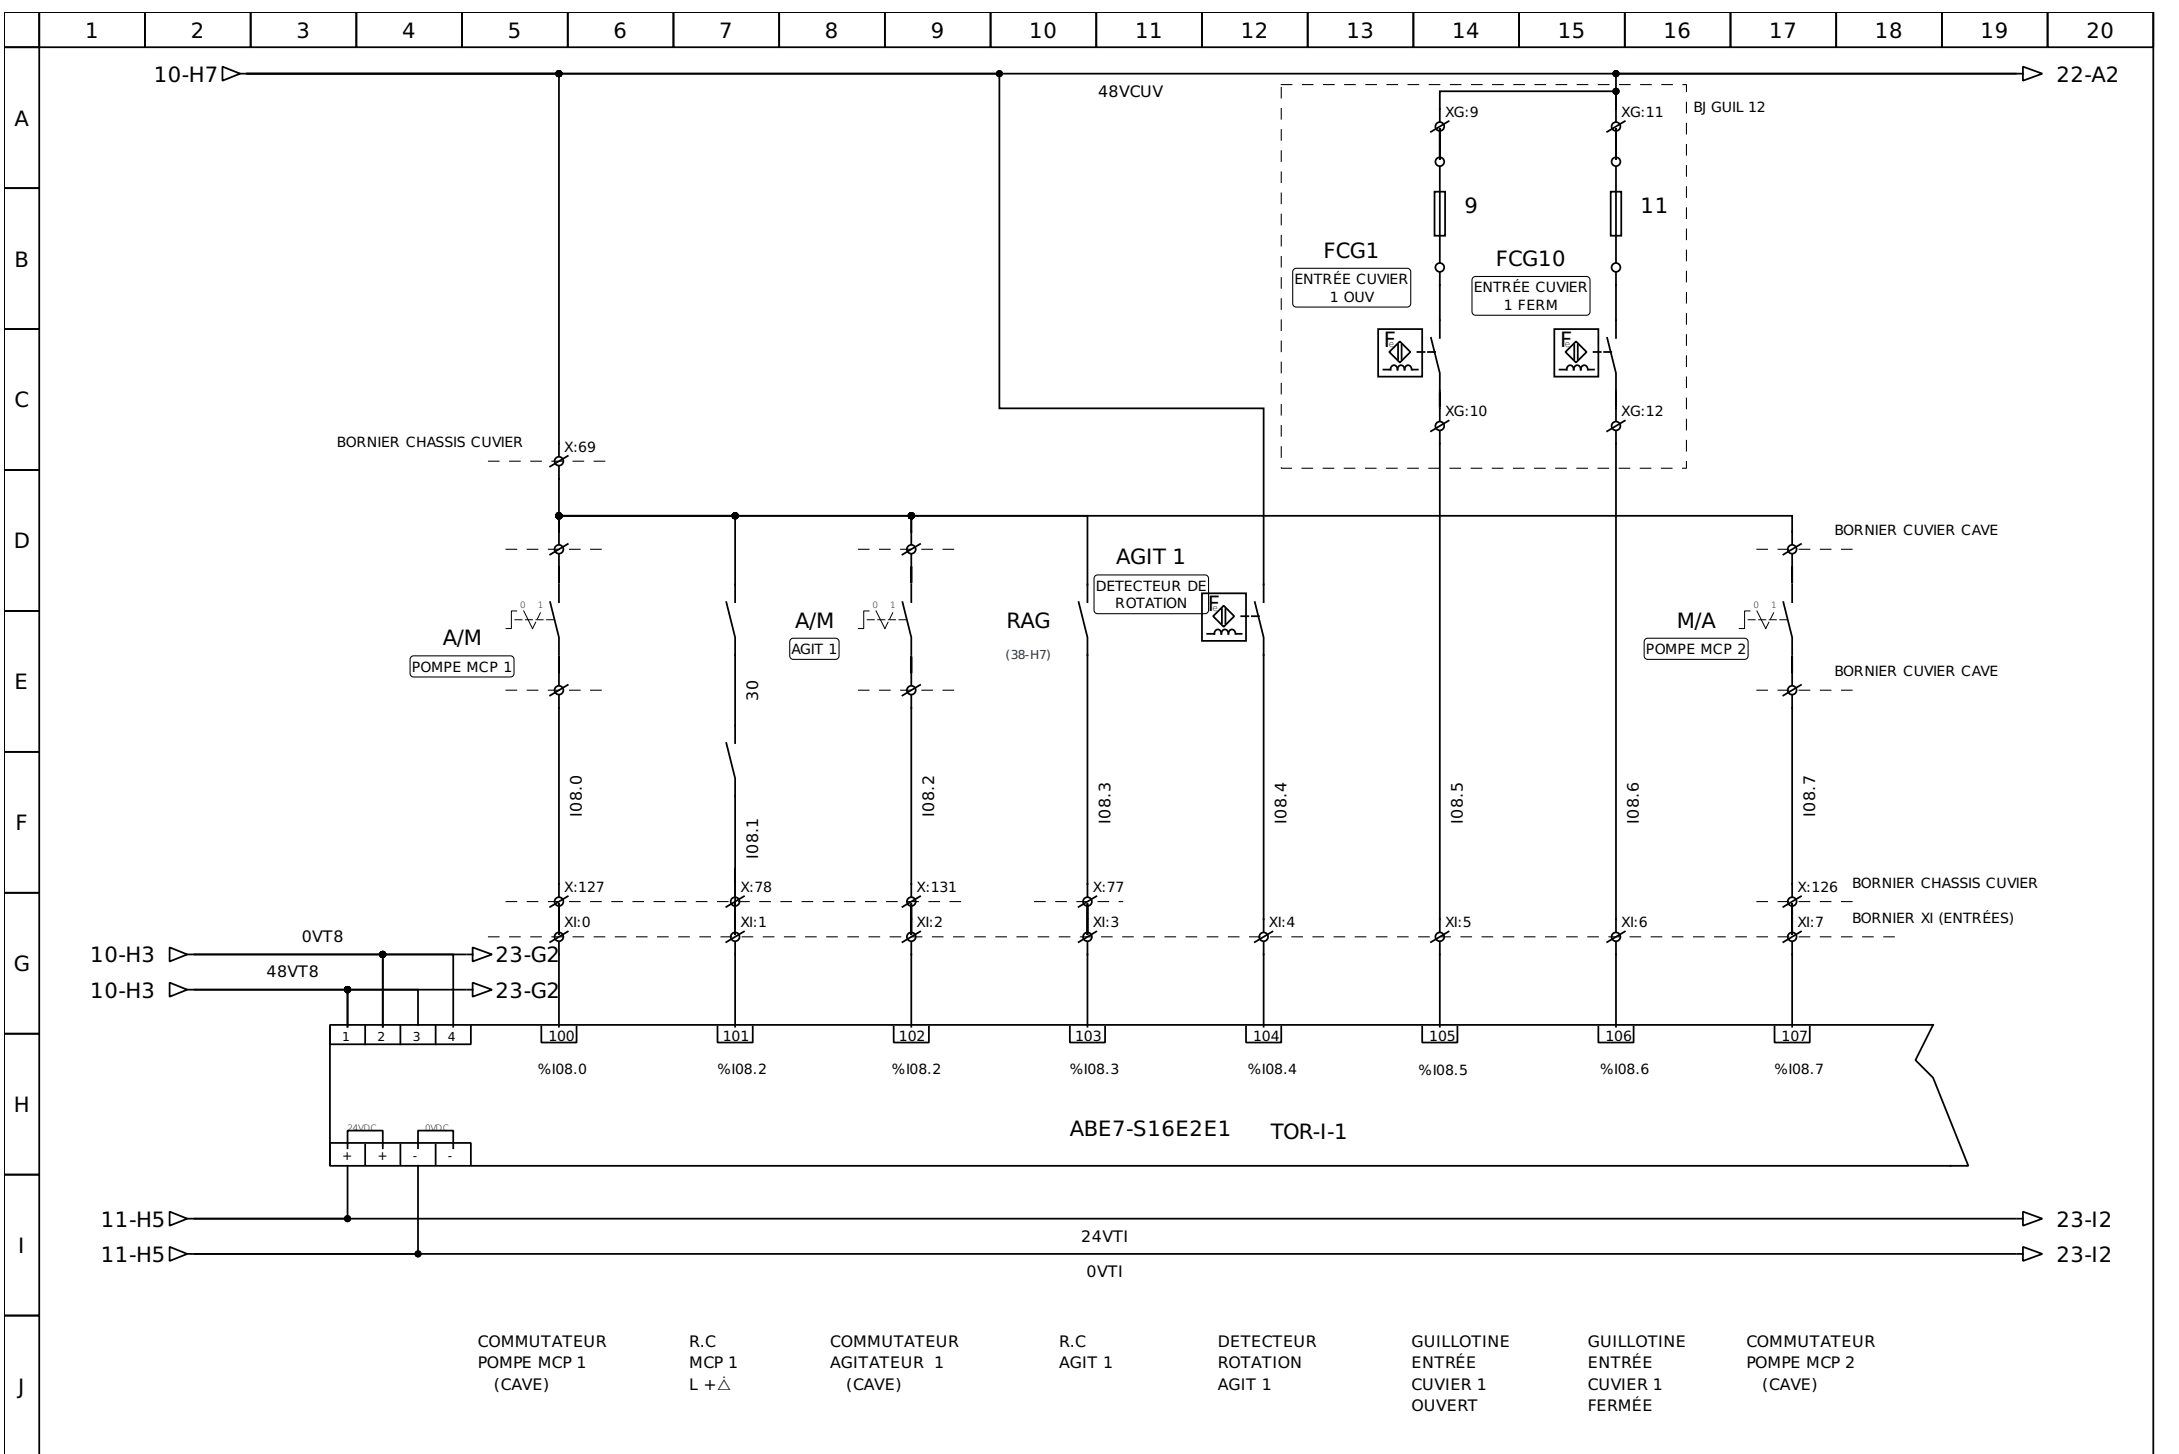 1 2 3 4 5 6 7 8 9 10 11 12 13 14 15 16 17 18 19 20
10-H7 22-A2
48VCUV
A
XG:9 XG:11 BJ GUIL 12
9 11
B
FCG1
ENTRÉE CUVIER
1 OUV
FCG10
ENTRÉE CUVIER
1 FERM
F F
C
XG:10 XG:12
BORNIER CHASSIS CUVIER X:69
D
BORNIER CUVIER CAVE
AGIT 1
DETECTEUR DE
ROTATION
F
0 1 0 1 0 1
A/M
POMPE MCP 1
A/M
AGIT 1
RAG
(38-H7)
M/A
POMPE MCP 2
E
BORNIER CUVIER CAVE
30
I08.0 I08.1 I08.2 I08.3 I08.4 I08.5 I08.6 I08.7
F
X:127 X:78 X:131 X:77 X:126 BORNIER CHASSIS CUVIER
XI:0 XI:1 XI:2 XI:3 XI:4 XI:5 XI:6 XI:7 BORNIER XI (ENTRÉES)
G
0VT8
10-H3 23-G2
48VT8
10-H3 23-G2
1 2 3 4 100 101 102 103 104 105 106 107
%I08.0 %I08.2 %I08.2 %I08.3 %I08.4 %I08.5 %I08.6 %I08.7
H
24VDC 0VDC
ABE7-S16E2E1 TOR-I-1
+ + - -
11-H5 23-I2
24VTI
I
11-H5 23-I2
0VTI
J
COMMUTATEUR
POMPE MCP 1
(CAVE)
R.C
MCP 1
L +△
COMMUTATEUR
AGITATEUR 1
(CAVE)
R.C
AGIT 1
DETECTEUR
ROTATION
AGIT 1
GUILLOTINE
ENTRÉE
CUVIER 1
OUVERT
GUILLOTINE
ENTRÉE
CUVIER 1
FERMÉE
COMMUTATEUR
POMPE MCP 2
(CAVE)